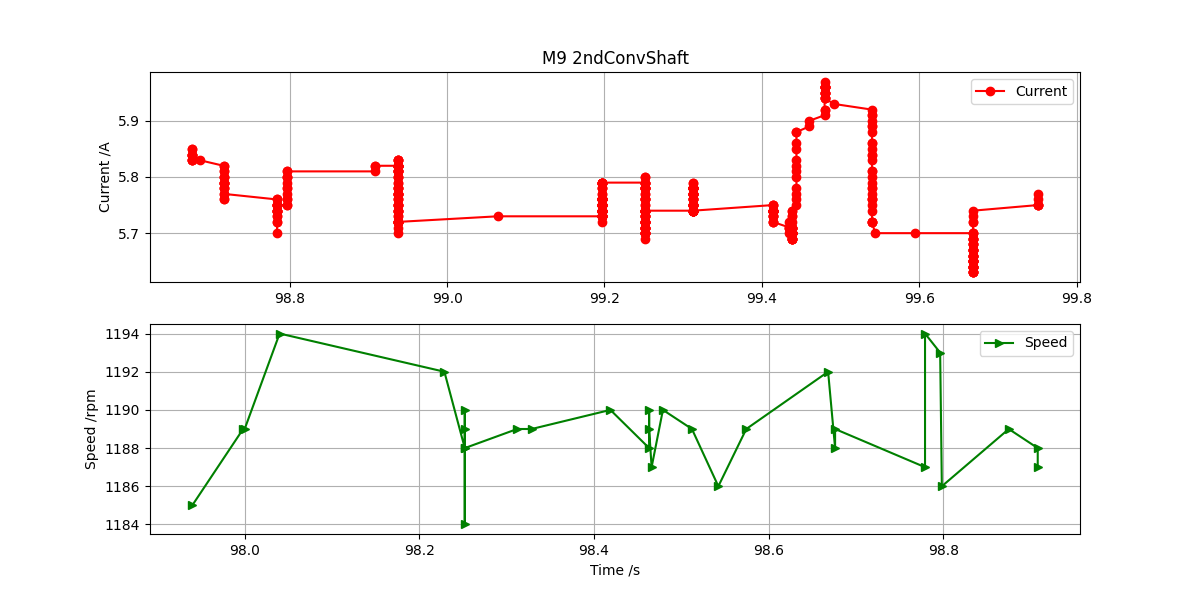 M9 2ndConvShaft
Current /A
5.9
5.8
5.7
Current
98.8 99.0 99.2 99.4 99.6 99.8
Speed /rpm
1194
1192
1190
1188
1186
1184
Speed
98.0 98.2 98.4 98.6 98.8
Time /s